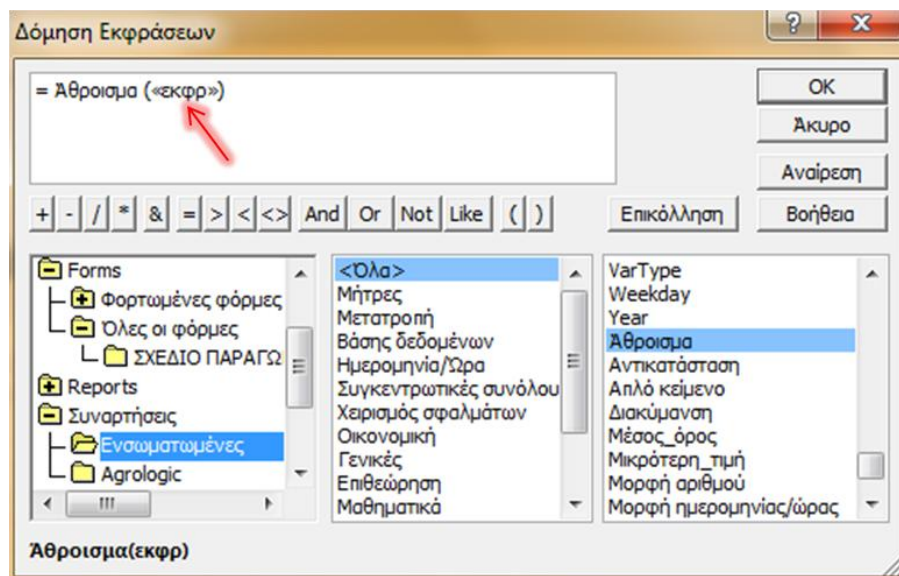 Δόμηση Εκφράσεων
= Άθροισμα («εκφρ»)
OK
Άκυρο
Αναίρεση
+ - / * & = > < <> And Or Not Like ( ) Επικόλληση Βοήθεια
Forms
Φορτωμένες φόρμες
Όλες οι φόρμες
ΣΧΕΔΙΟ ΠΑΡΑΓΩ
Reports
Συναρτήσεις
Ενσωματωμένες
Agrologic
<Όλα>
Μήτρες
Μετατροπή
Βάσης δεδομένων
Ημερομηνία/Ώρα
Συγκεντρωτικές συνόλου
Χειρισμός σφαλμάτων
Οικονομική
Γενικές
Επιθεώρηση
Μαθηματικά
VarType
Weekday
Year
Άθροισμα
Αντικατάσταση
Απλό κείμενο
Διακύμανση
Μέσος_όρος
Μικρότερη_τιμή
Μορφή αριθμού
Μορφή ημερομηνίας/ώρας
Άθροισμα(εκφρ)